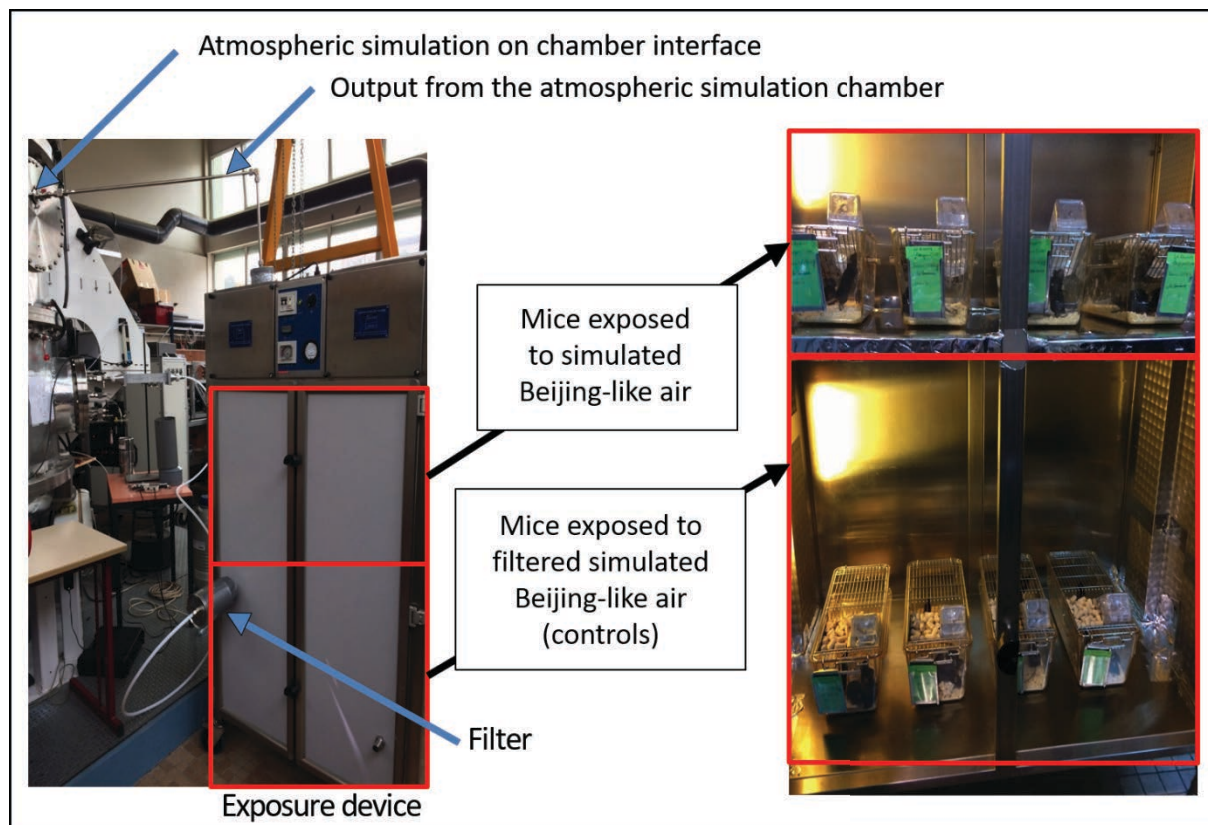 Atmospheric simulation on chamber interface
Output from the atmospheric simulation chamber
Mice exposed
to simulated
Beijing-like air
Mice exposed to
filtered simulated
Beijing-like air
(controls)
Filter
Exposure device